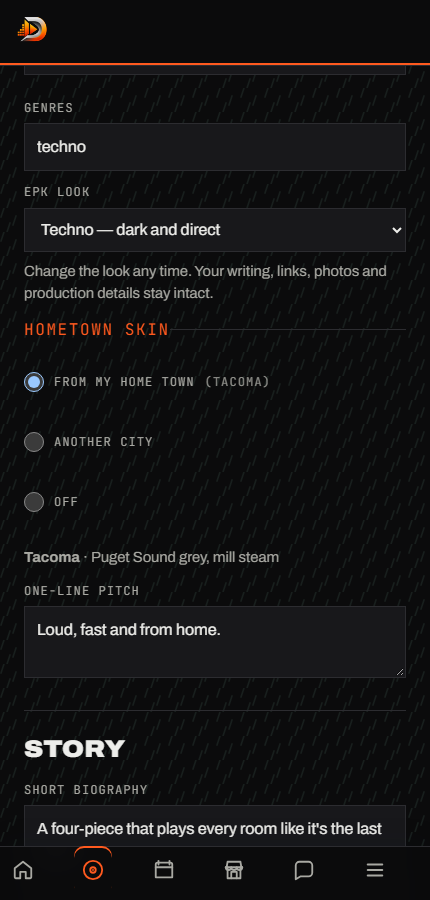 GENRES
techno
EPK LOOK
Techno — dark and direct
Change the look any time. Your writing, links, photos and
production details stay intact.
HOMETOWN SKIN
FROM MY HOME TOWN (TACOMA)
ANOTHER CITY
OFF
Tacoma · Puget Sound grey, mill steam
ONE-LINE PITCH
Loud, fast and from home.
STORY
SHORT BIOGRAPHY
A four-piece that plays every room like it's the last